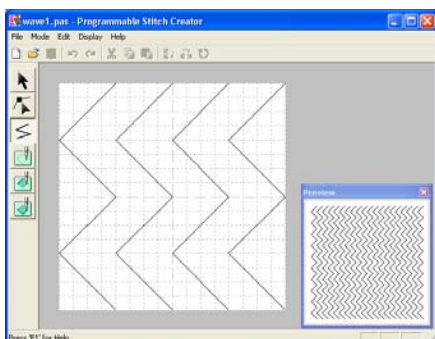 wave1.pas - Programmable Stitch Creator
File Mode Edit Display Help
Preview
Press "F1" for Help.